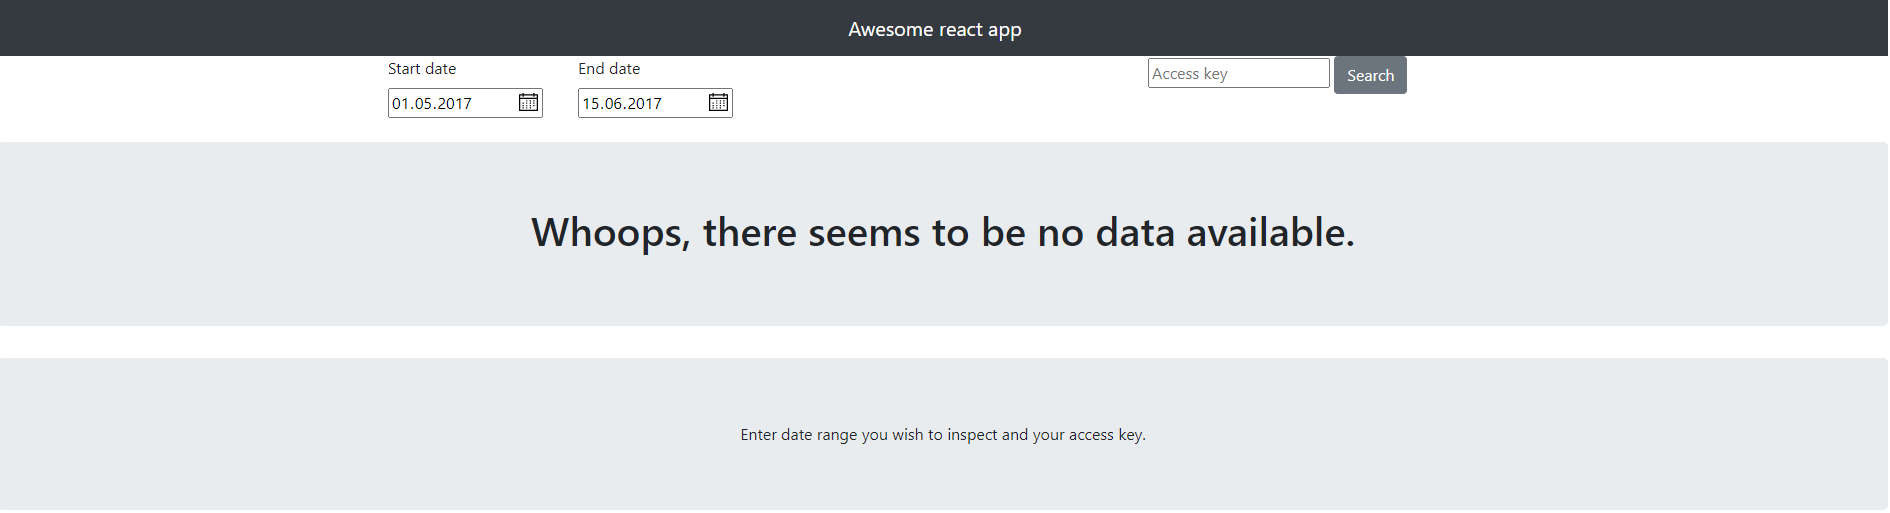 Awesome react app
Start date
End date
01.05.2017
15.06.2017
Access key
Search
Whoops, there seems to be no data available.
Enter date range you wish to inspect and your access key.